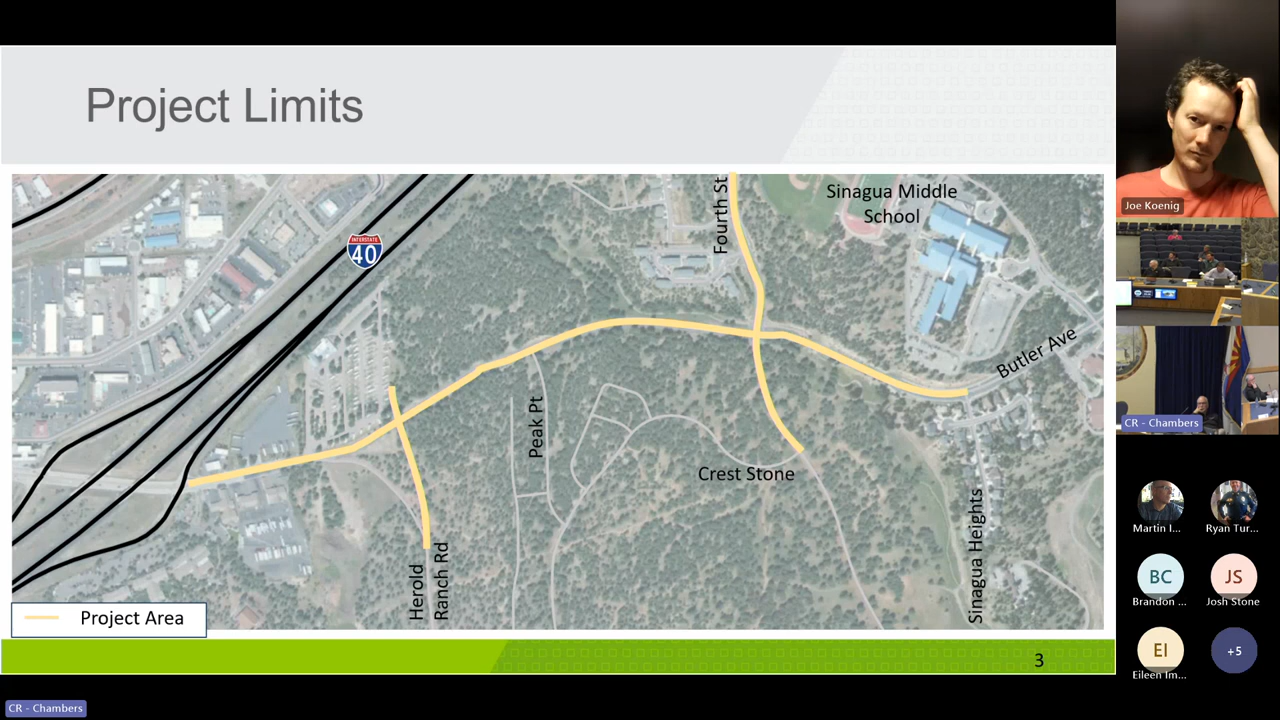 Project Limits
INTERSTATE
40
Fourth St
Sinagua Middle
School
Butler Ave
Peak Pt
Crest Stone
Herold
Ranch Rd
Sinagua Heights
Project Area
3
CR - Chambers
Joe Koenig
CR - Chambers
Martin I...
Ryan Tur...
BC
Brandon ...
JS
Josh Stone
EI
Eileen Im...
+5